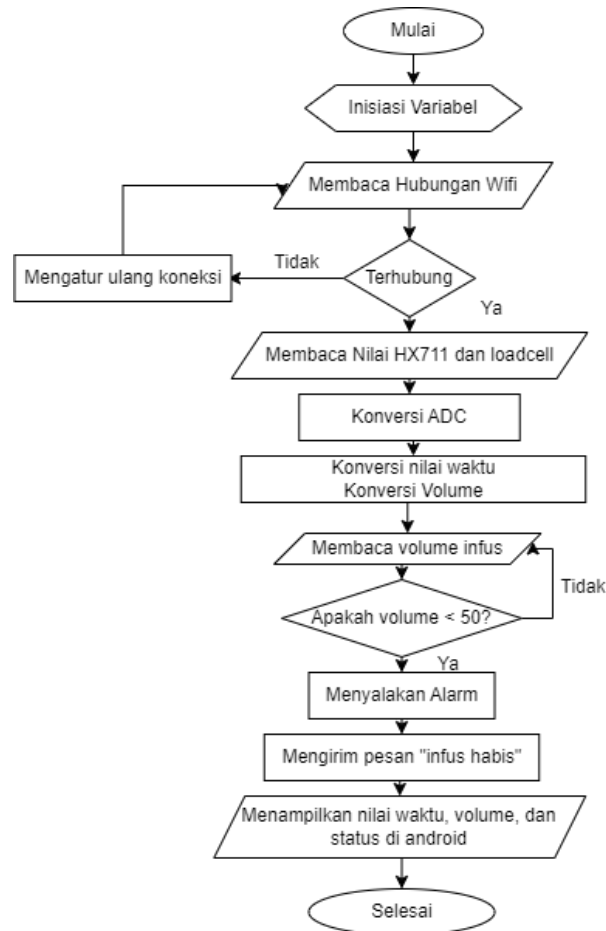 Mulai
Inisiasi Variabel
Membaca Hubungan Wifi
Tidak
Mengatur ulang koneksi
Terhubung
Ya
Membaca Nilai HX711 dan loadcell
Konversi ADC
Konversi nilai waktu
Konversi Volume
Membaca volume infus
Tidak
Apakah volume < 50?
Ya
Menyalakan Alarm
Mengirim pesan "infus habis"
Menampilkan nilai waktu, volume, dan
status di android
Selesai